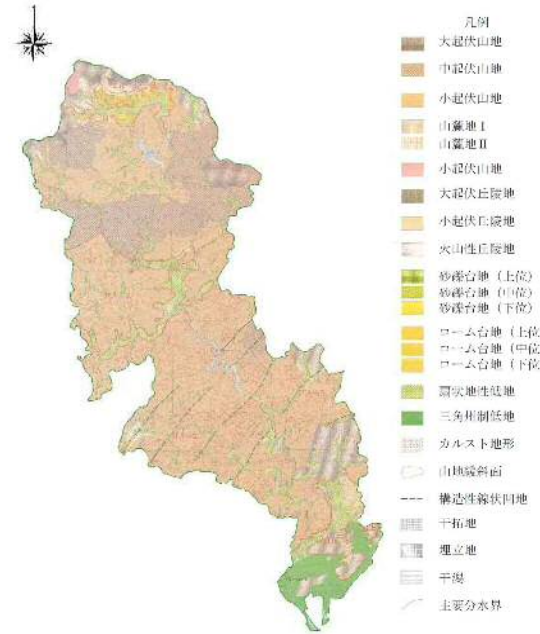 凡例
大起伏山地
中起伏山地
小起伏山地
山麓地Ⅰ
山麓地Ⅱ
小起伏山地
大起伏丘陵地
小起伏丘陵地
火山性丘陵地
砂礫台地(上位)
砂礫台地(中位)
砂礫台地(下位)
ローム台地(上位
ローム台地(中位
ローム台地(下位
扇状地性低地
三角州制低地
カルスト地形
山地緩斜面
構造性線状凹地
干拓地
埋立地
干潟
主要分水界